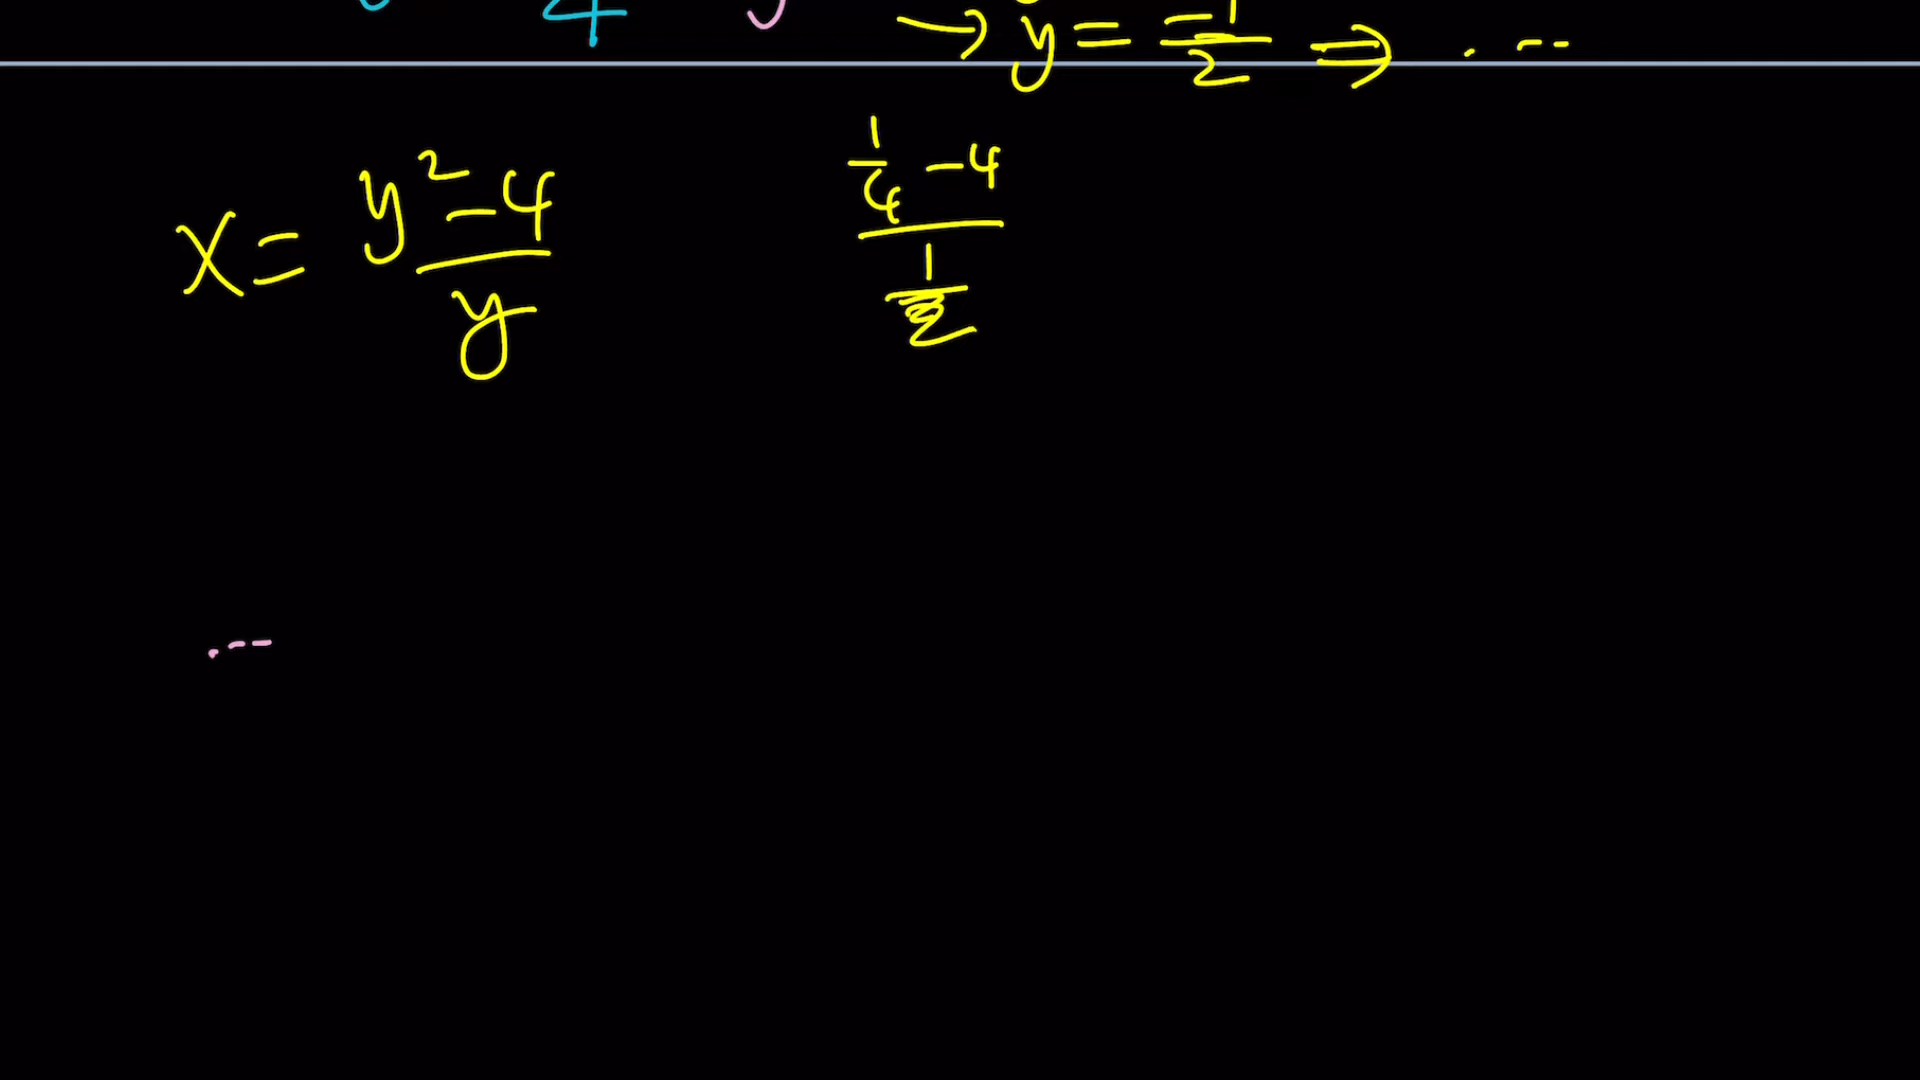 → y = -1/2 ⇒ . --
x = (y² - 4)/y
(1/4 - 4)/(1/2)
. --